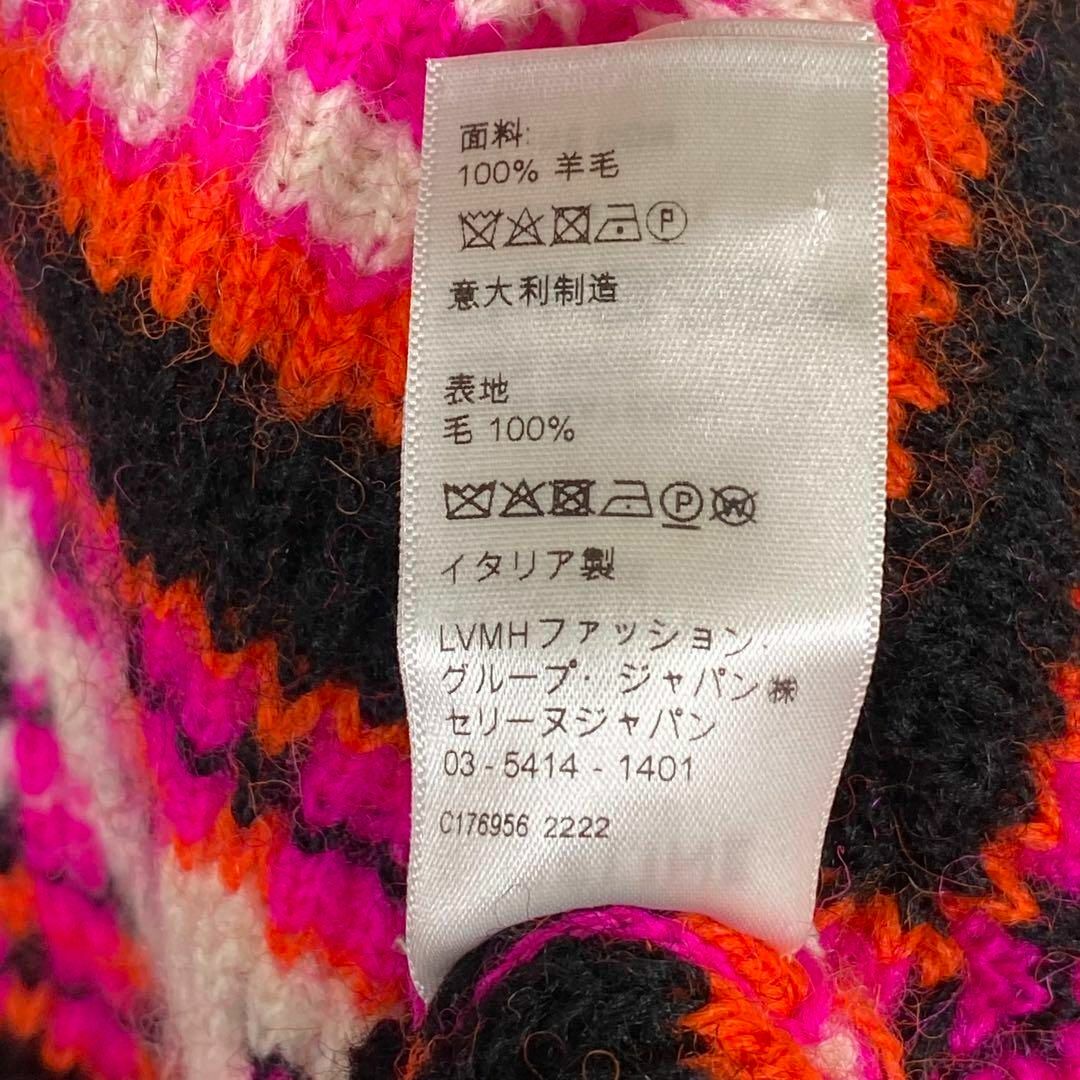 面料:
100% 羊毛
P
意大利制造
表地
毛 100%
P W
イタリア製
LVMHファッション.
グループ・ジャパン㈱
セリーヌジャパン
03 - 5414 - 1401
C176956 2222